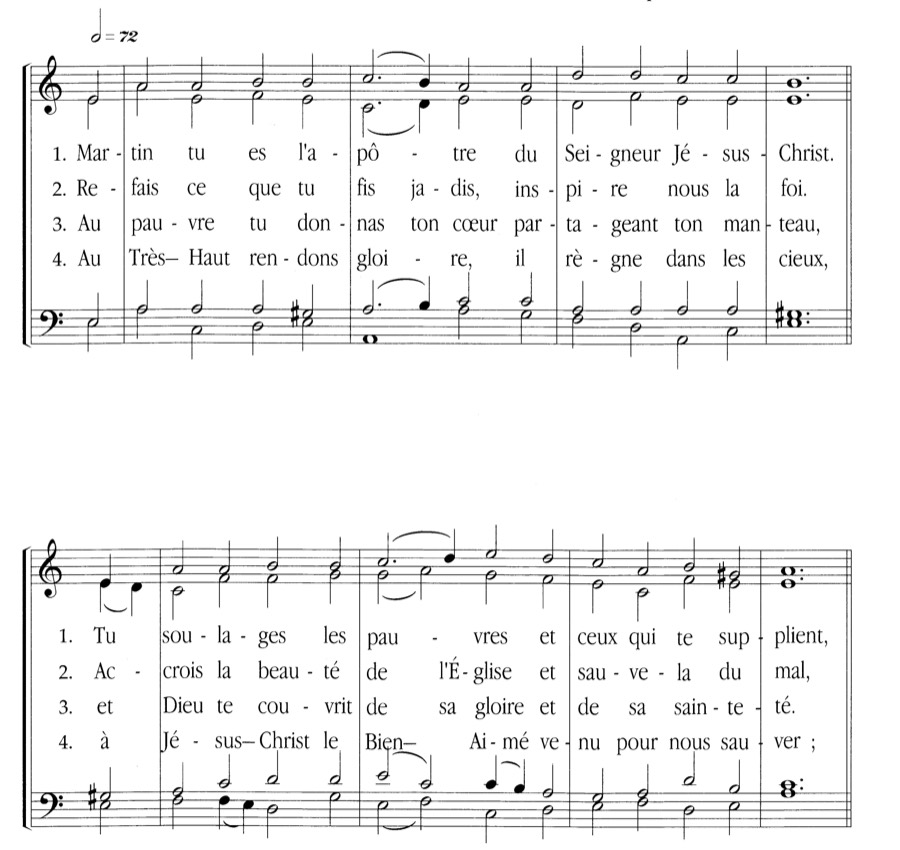 = 72
1. Mar - tin tu es l'a - pô - tre du Sei - gneur Jé - sus - Christ.
2. Re - fais ce que tu fis ja - dis, ins - pi - re nous la foi.
3. Au pau - vre tu don - nas ton cœur par - ta - geant ton man - teau,
4. Au Très– Haut ren - dons gloi - re, il rè - gne dans les cieux,
1. Tu sou - la - ges les pau - vres et ceux qui te sup - plient,
2. Ac - crois la beau - té de l'É - glise et sau - ve - la du mal,
3. et Dieu te cou - vrit de sa gloire et de sa sain - te - té.
4. à Jé - sus– Christ le Bien– Ai - mé ve - nu pour nous sau - ver ;